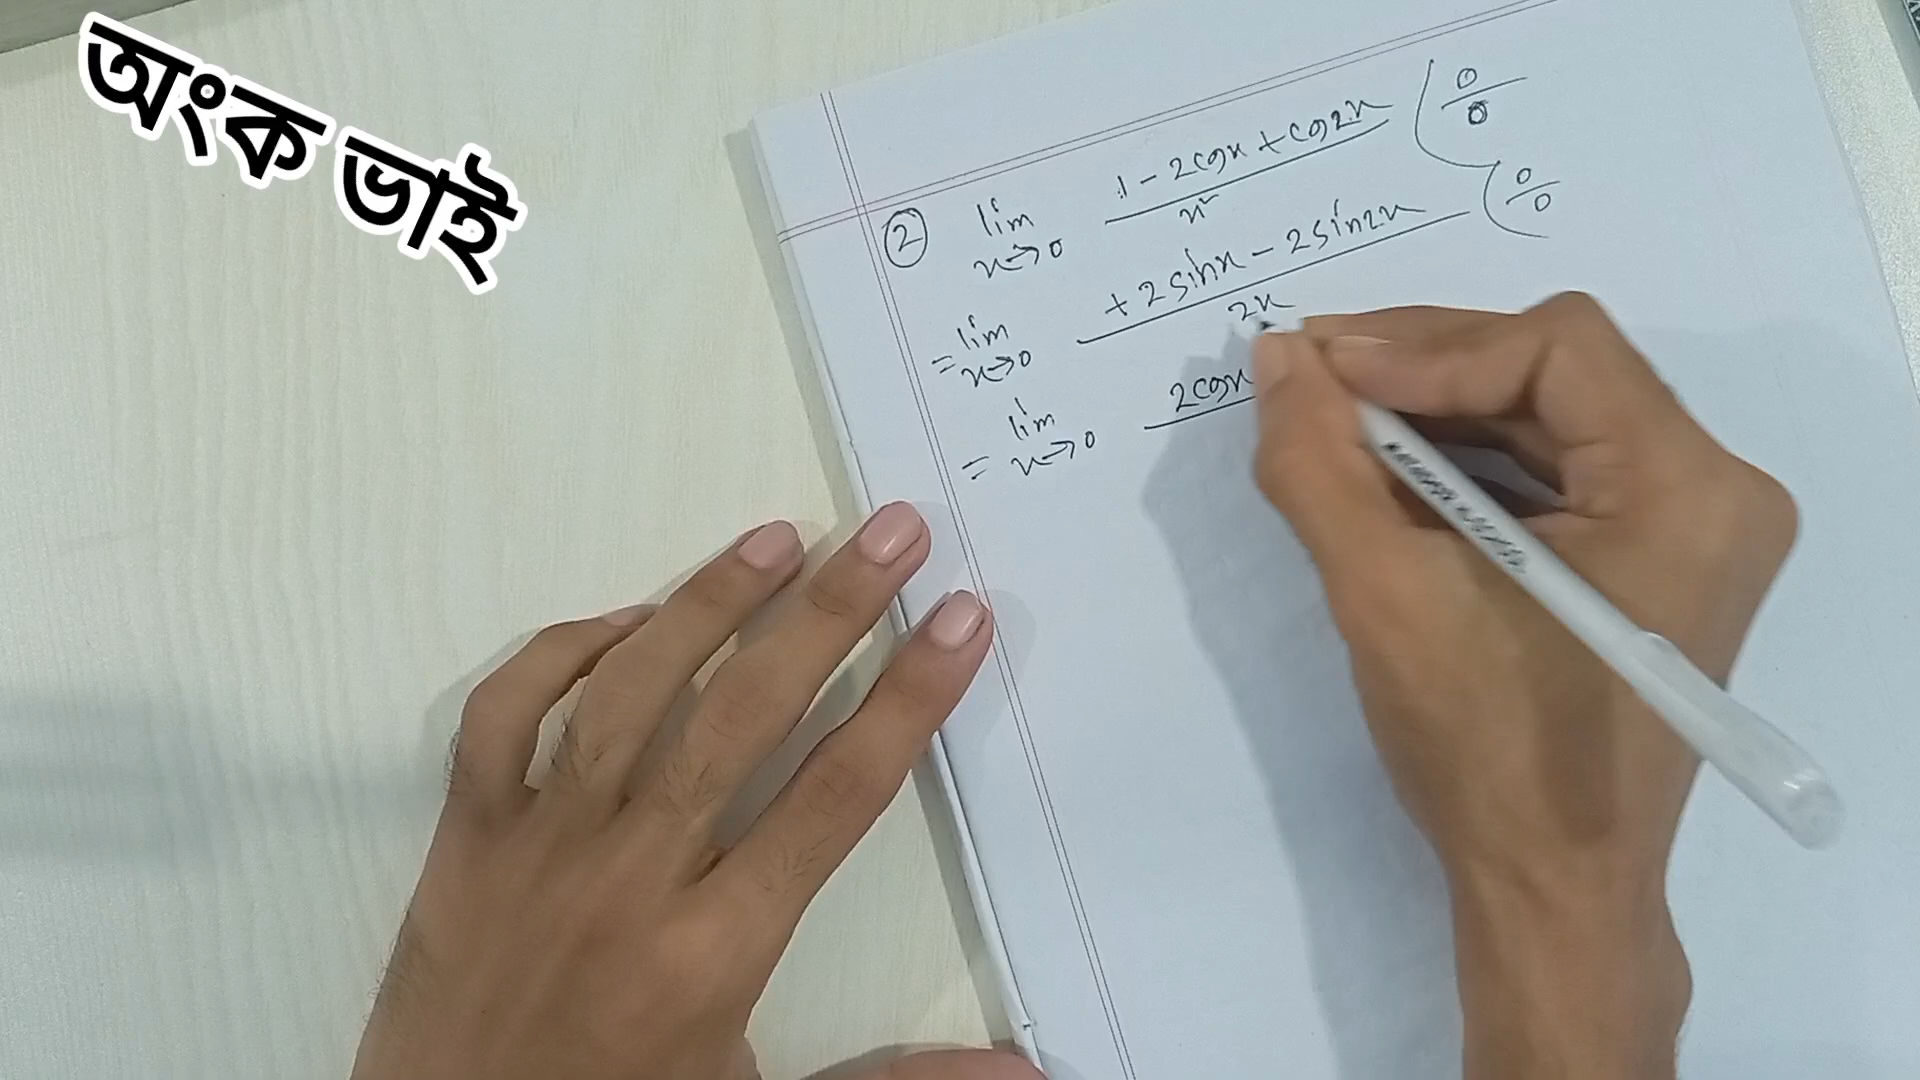 অংক ভাই
② lim x→0 (1 - 2cosx + cos2x)/x² (0/0
= lim x→0 (+ 2sinx - 2sin2x)/2x (0/0
= lim x→0 2cosx